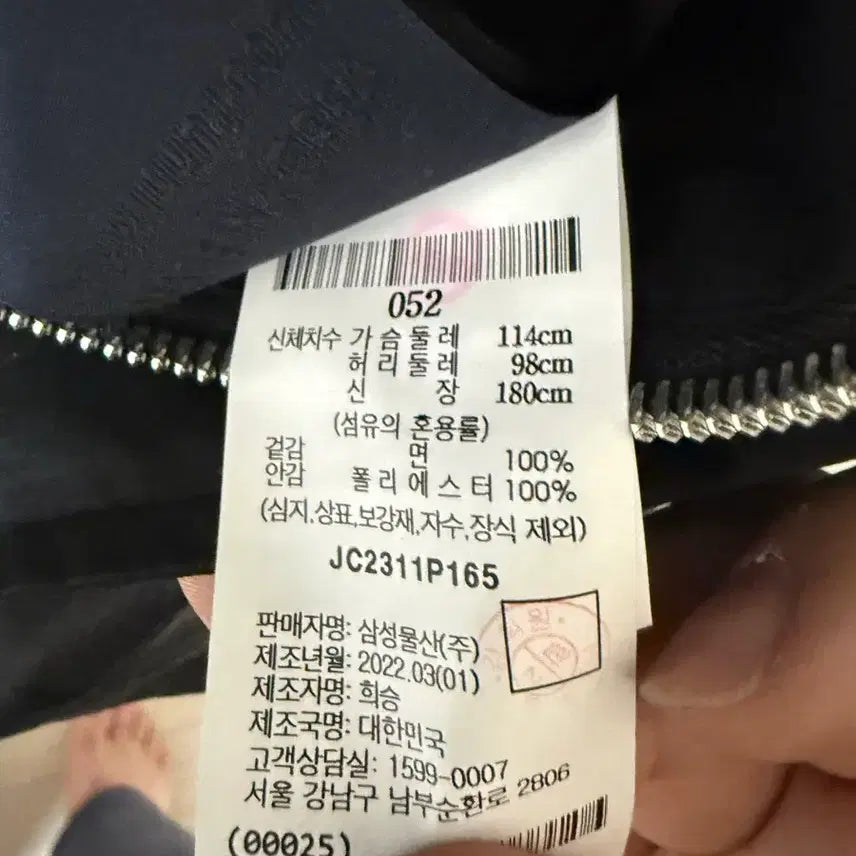 052
신체치수 가슴둘레 114cm
허리둘레 98cm
신장 180cm
(섬유의 혼용률)
겉감 면 100%
안감 폴리에스터 100%
(심지,상표,보강재,자수,장식 제외)
JC2311P165
판매자명: 삼성물산(주)
제조년월: 2022.03(01)
제조자명: 희승
제조국명: 대한민국
고객상담실: 1599-0007
서울 강남구 남부순환로 2806
(00025)